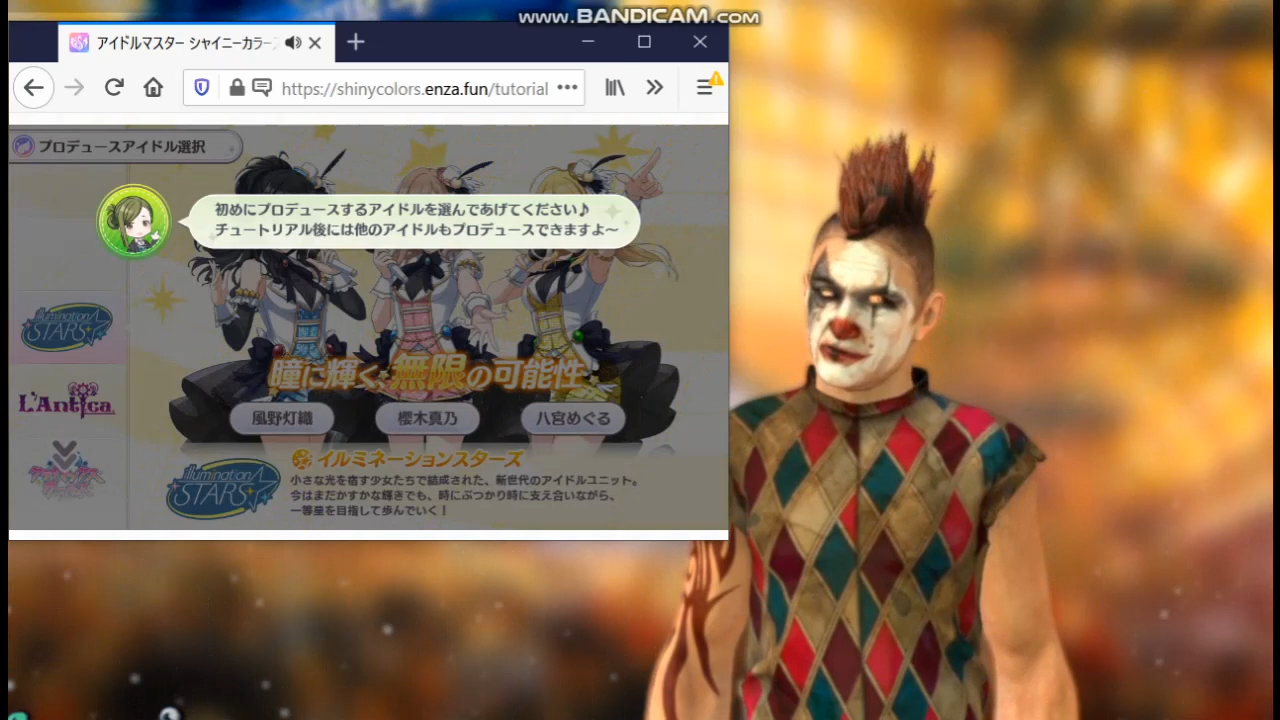 www.BANDICAM.com
アイドルマスター シャイニーカラー
https://shinycolors.enza.fun/tutorial
プロデュースアイドル選択
初めにプロデュースするアイドルを選んであげてください♪
チュートリアル後には他のアイドルもプロデュースできますよ～
illumination STARS
L'Antica
瞳に輝く、無限の可能性
風野灯織
櫻木真乃
八宮めぐる
illumination STARS
イルミネーションスターズ
小さな光を宿す少女たちで結成された、新世代のアイドルユニット。
今はまだかすかな輝きでも、時にぶつかり時に支え合いながら、
一等星を目指して歩んでいく！